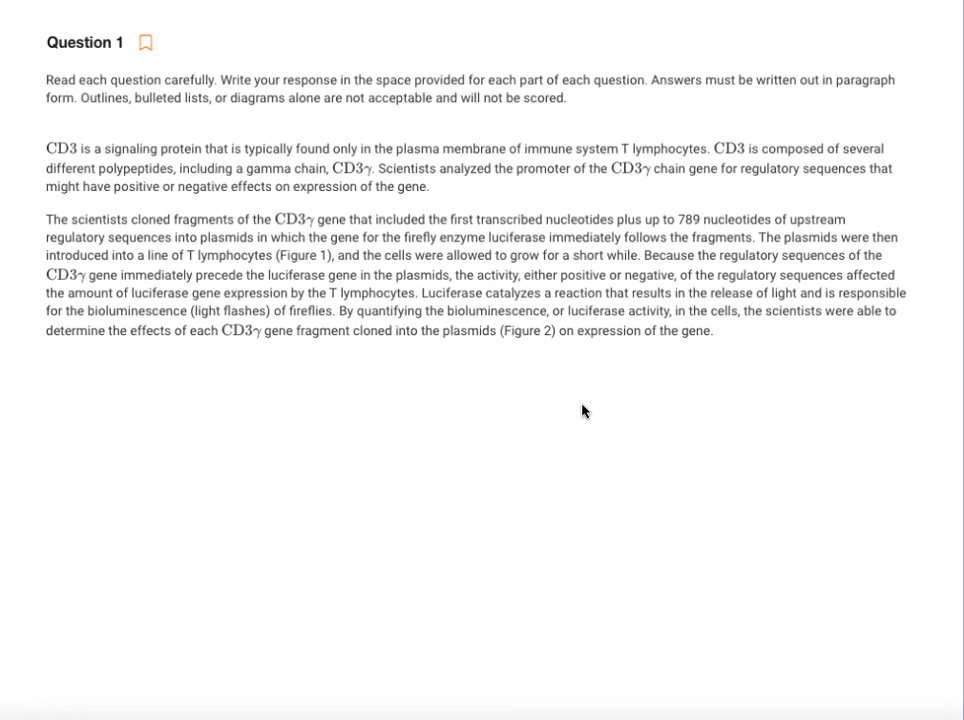 Question 1
Read each question carefully. Write your response in the space provided for each part of each question. Answers must be written out in paragraph
form. Outlines, bulleted lists, or diagrams alone are not acceptable and will not be scored.
CD3 is a signaling protein that is typically found only in the plasma membrane of immune system T lymphocytes. CD3 is composed of several
different polypeptides, including a gamma chain, CD3γ. Scientists analyzed the promoter of the CD3γ chain gene for regulatory sequences that
might have positive or negative effects on expression of the gene.
The scientists cloned fragments of the CD3γ gene that included the first transcribed nucleotides plus up to 789 nucleotides of upstream
regulatory sequences into plasmids in which the gene for the firefly enzyme luciferase immediately follows the fragments. The plasmids were then
introduced into a line of T lymphocytes (Figure 1), and the cells were allowed to grow for a short while. Because the regulatory sequences of the
CD3γ gene immediately precede the luciferase gene in the plasmids, the activity, either positive or negative, of the regulatory sequences affected
the amount of luciferase gene expression by the T lymphocytes. Luciferase catalyzes a reaction that results in the release of light and is responsible
for the bioluminescence (light flashes) of fireflies. By quantifying the bioluminescence, or luciferase activity, in the cells, the scientists were able to
determine the effects of each CD3γ gene fragment cloned into the plasmids (Figure 2) on expression of the gene.